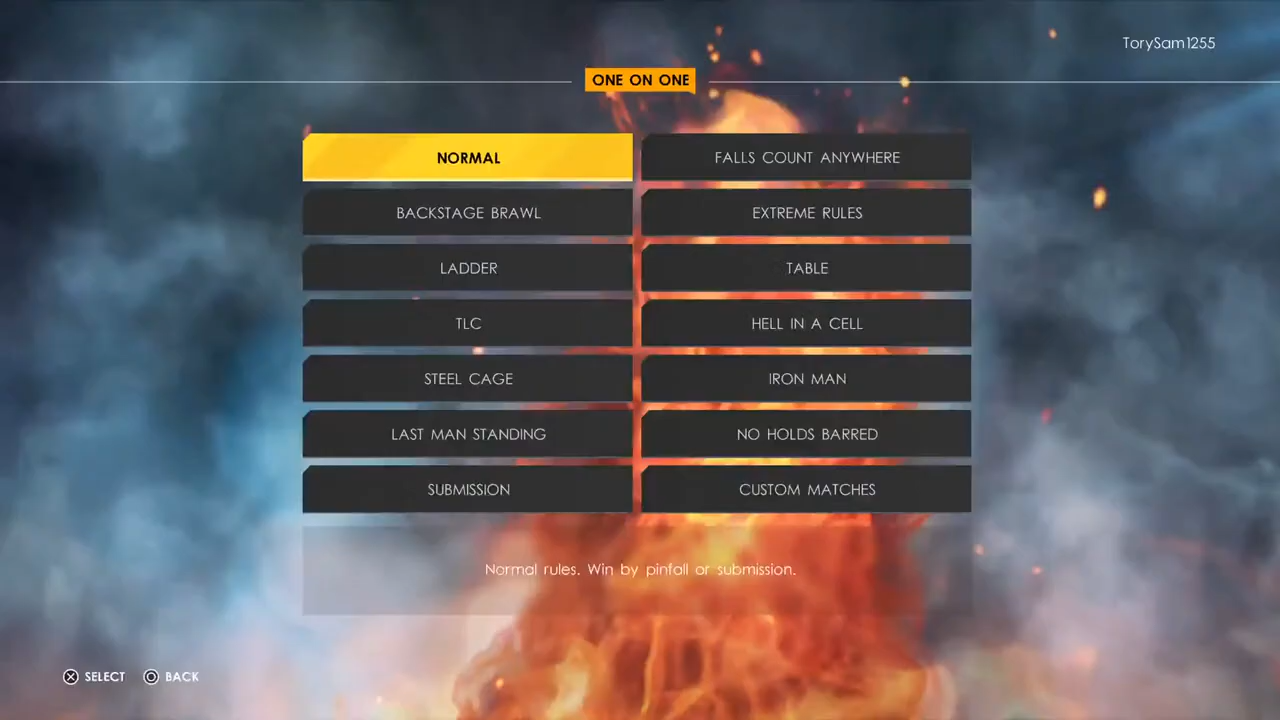 TorySam1255
ONE ON ONE
NORMAL
FALLS COUNT ANYWHERE
BACKSTAGE BRAWL
EXTREME RULES
LADDER
TABLE
TLC
HELL IN A CELL
STEEL CAGE
IRON MAN
LAST MAN STANDING
NO HOLDS BARRED
SUBMISSION
CUSTOM MATCHES
Normal rules. Win by pinfall or submission.
SELECT
BACK